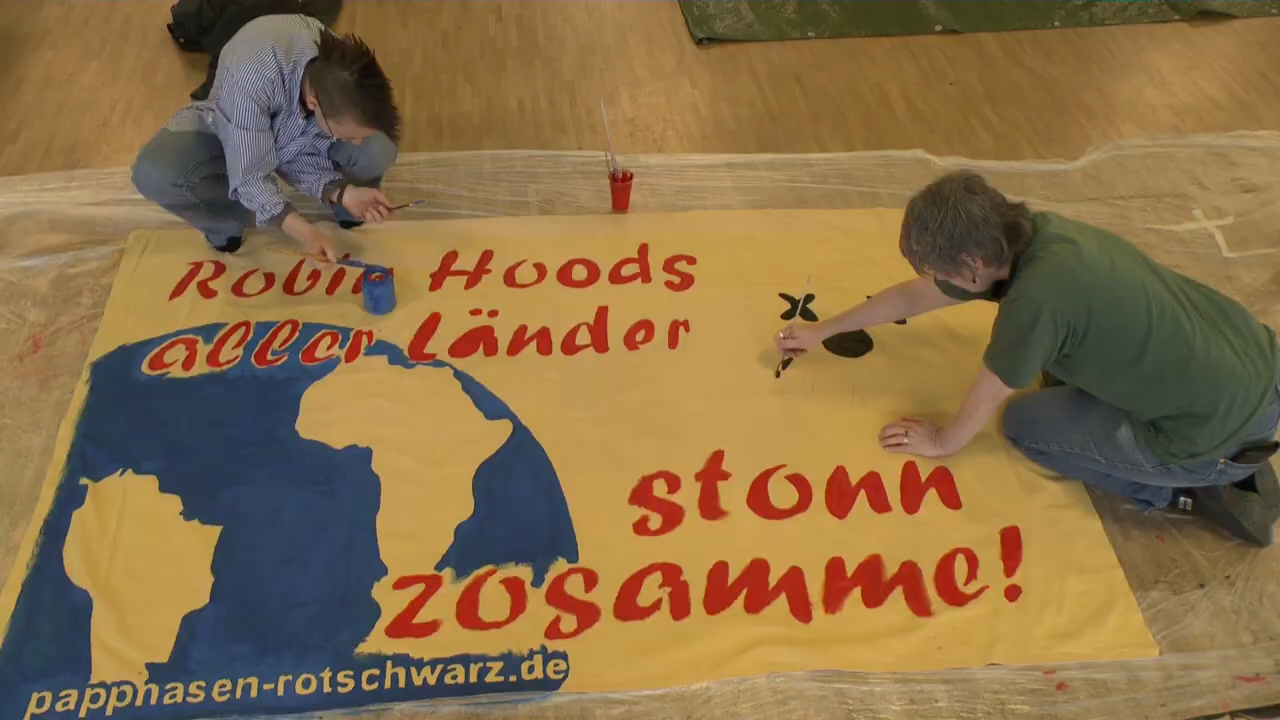 Robin Hoods
aller Länder
stonn
zosamme!
papphasen-rotschwarz.de